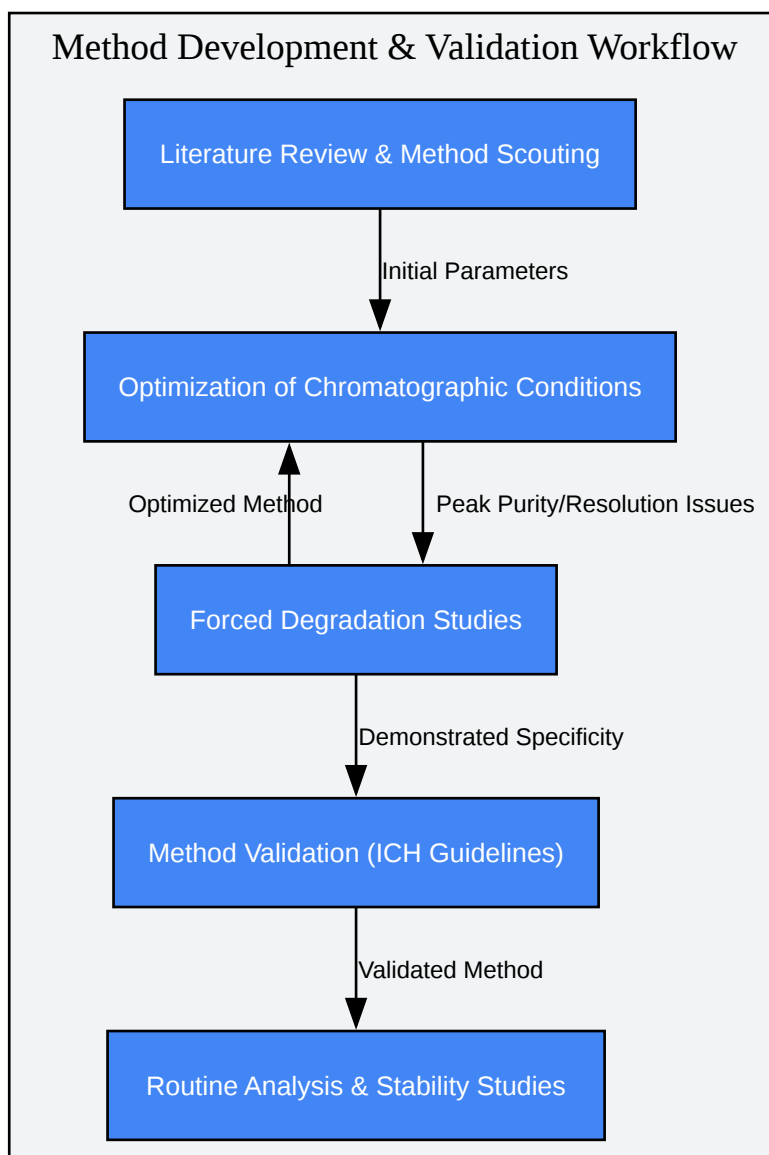 Method Development & Validation Workflow
Literature Review & Method Scouting
Initial Parameters
Optimization of Chromatographic Conditions
Optimized Method
Peak Purity/Resolution Issues
Forced Degradation Studies
Demonstrated Specificity
Method Validation (ICH Guidelines)
Validated Method
Routine Analysis & Stability Studies